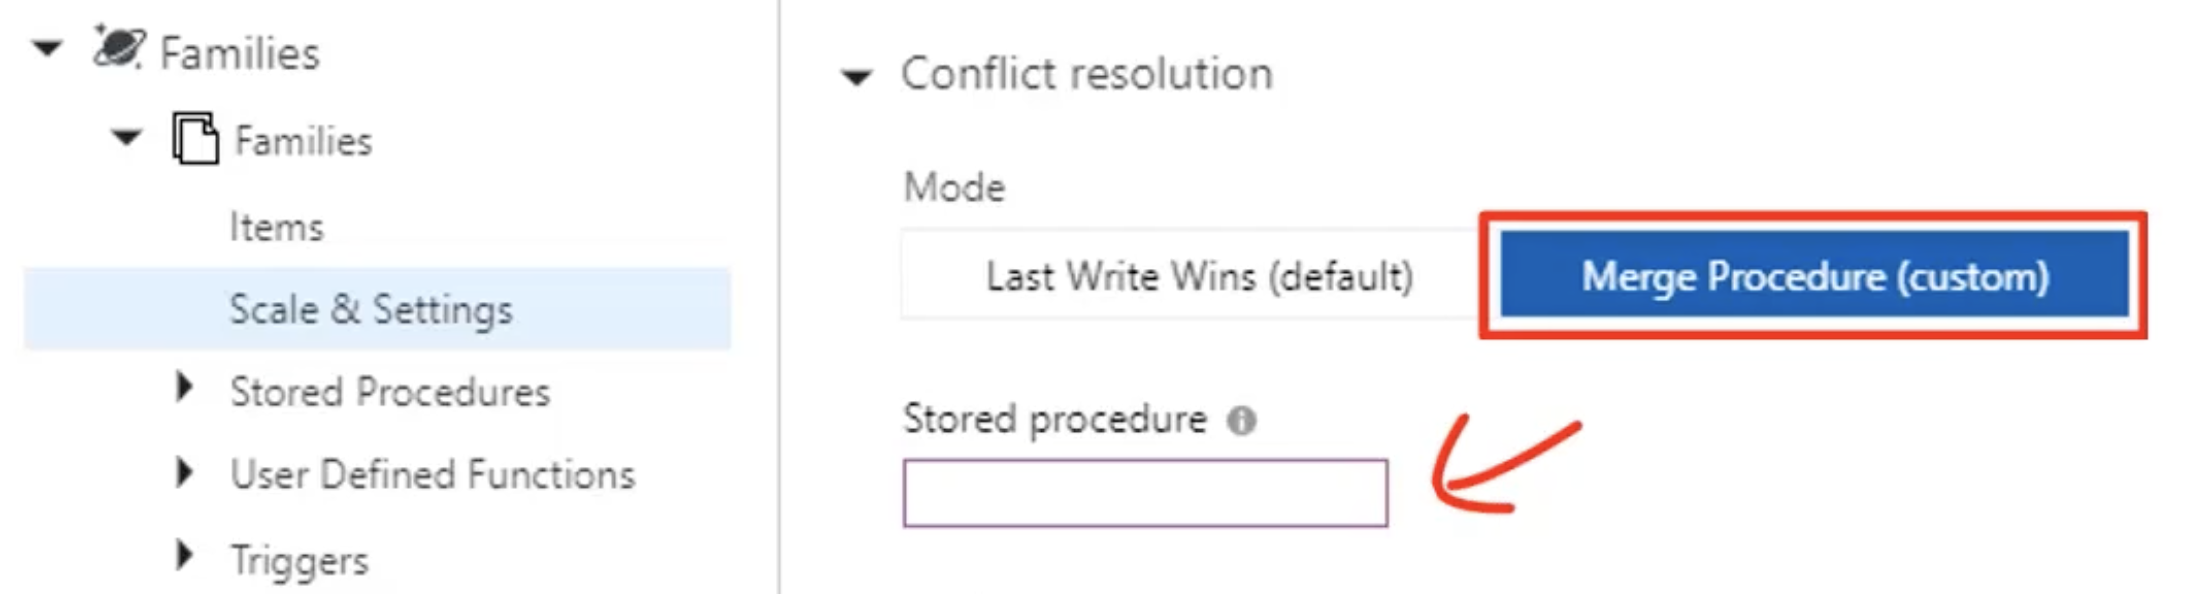 Families
Families
Items
Scale & Settings
Stored Procedures
User Defined Functions
Triggers
Conflict resolution
Mode
Last Write Wins (default)
Merge Procedure (custom)
Stored procedure